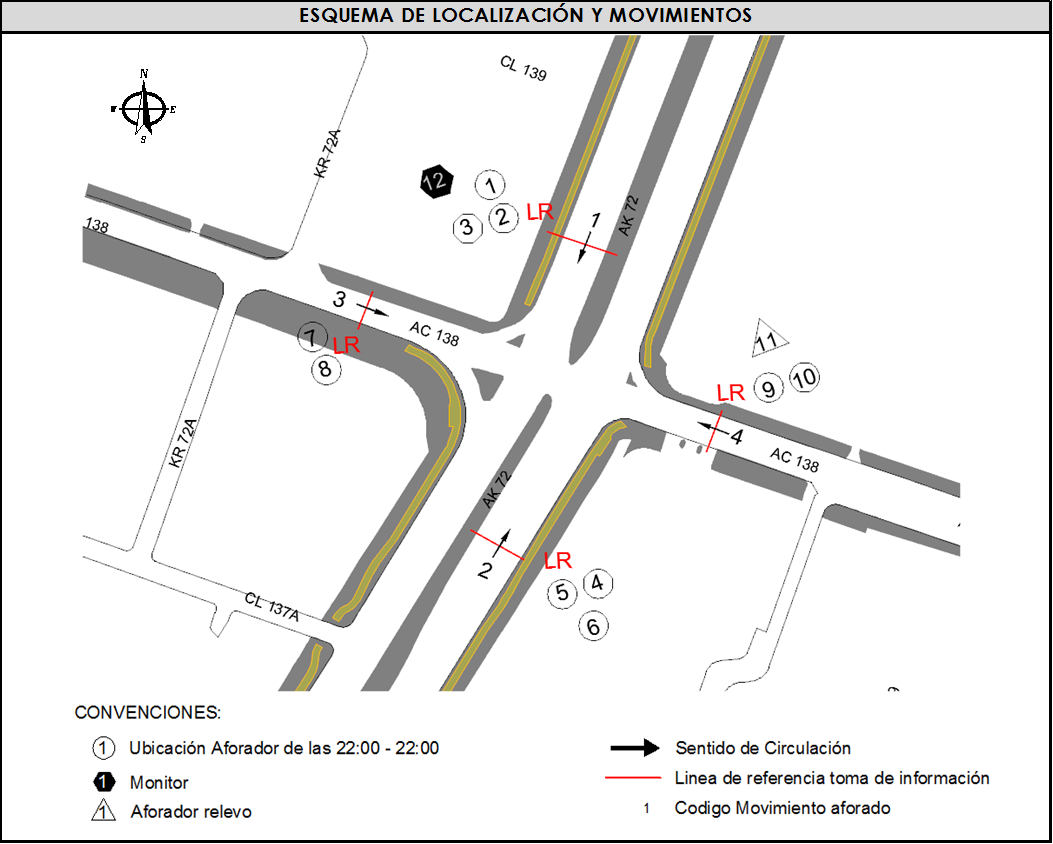 ESQUEMA DE LOCALIZACIÓN Y MOVIMIENTOS
CL 139
N
W
E
S
KR 72A
12
1
3
2
LR
1
AK 72
138
3
AC 138
7
LR
8
11
9
10
LR
4
AC 138
KR 72A
AK 72
2
LR
5
4
6
CL 137A
CONVENCIONES:
1 Ubicación Aforador de las 22:00 - 22:00
1 Monitor
1 Aforador relevo
Sentido de Circulación
Linea de referencia toma de información
1 Codigo Movimiento aforado